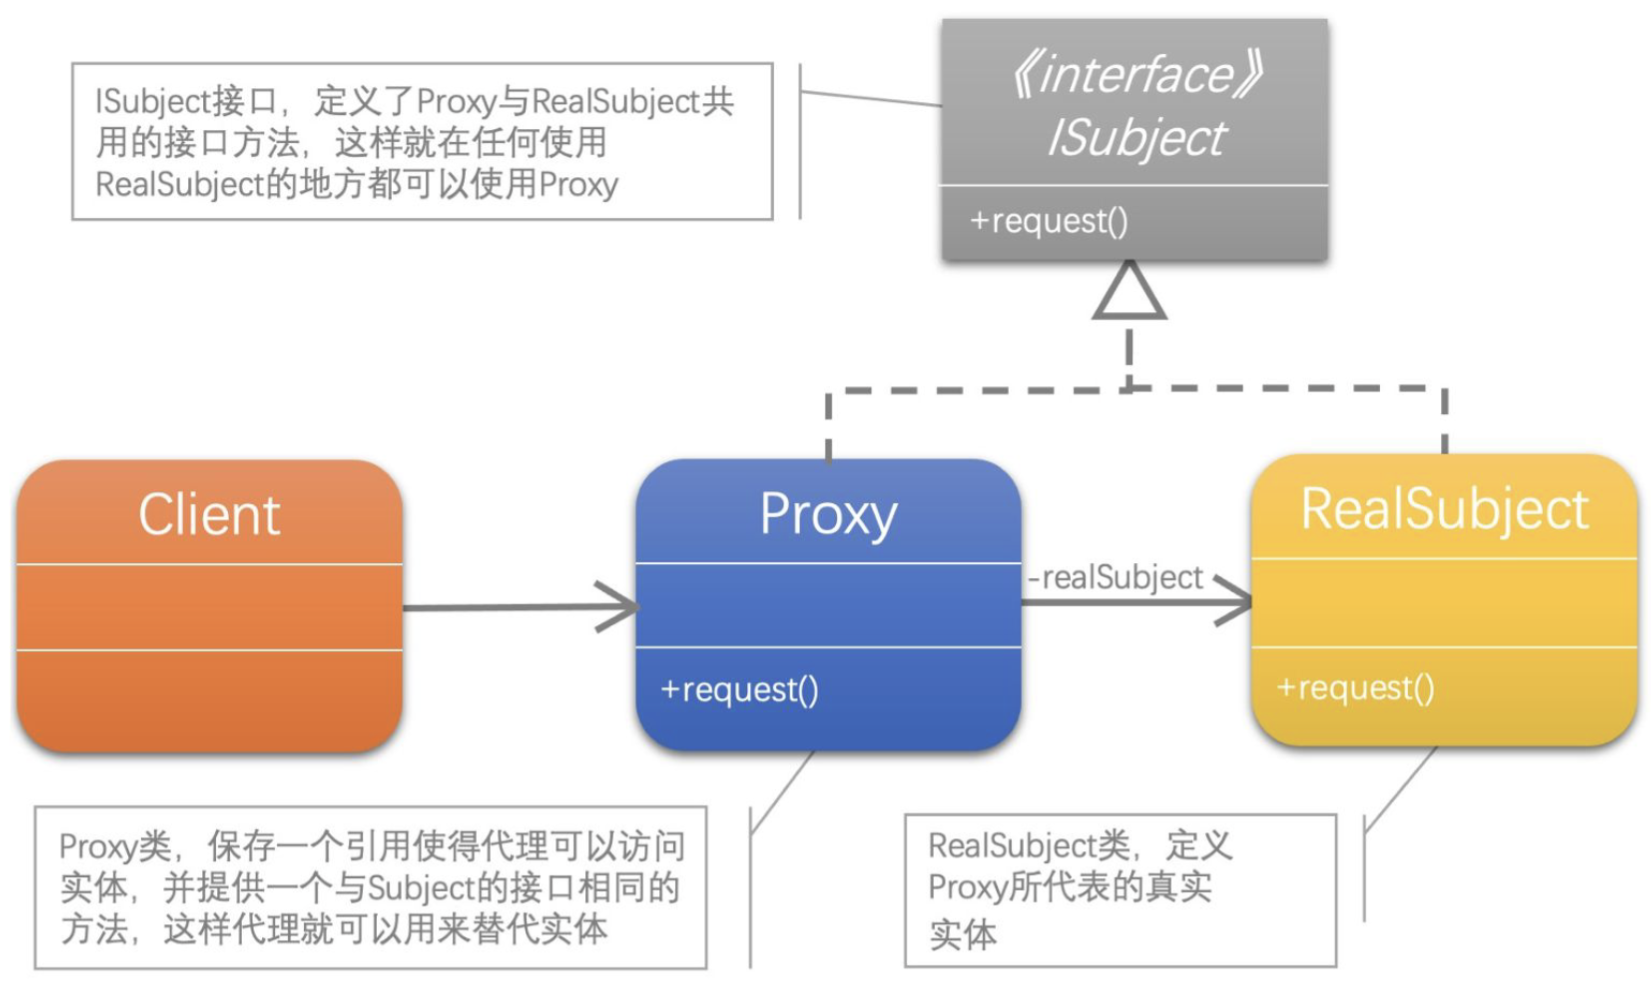 《interface》
ISubject
+request()
ISubject接口，定义了Proxy与RealSubject共
用的接口方法，这样就在任何使用
RealSubject的地方都可以使用Proxy
Client
Proxy
+request()
-realSubject
RealSubject
+request()
Proxy类，保存一个引用使得代理可以访问
实体，并提供一个与Subject的接口相同的
方法，这样代理就可以用来替代实体
RealSubject类，定义
Proxy所代表的真实
实体